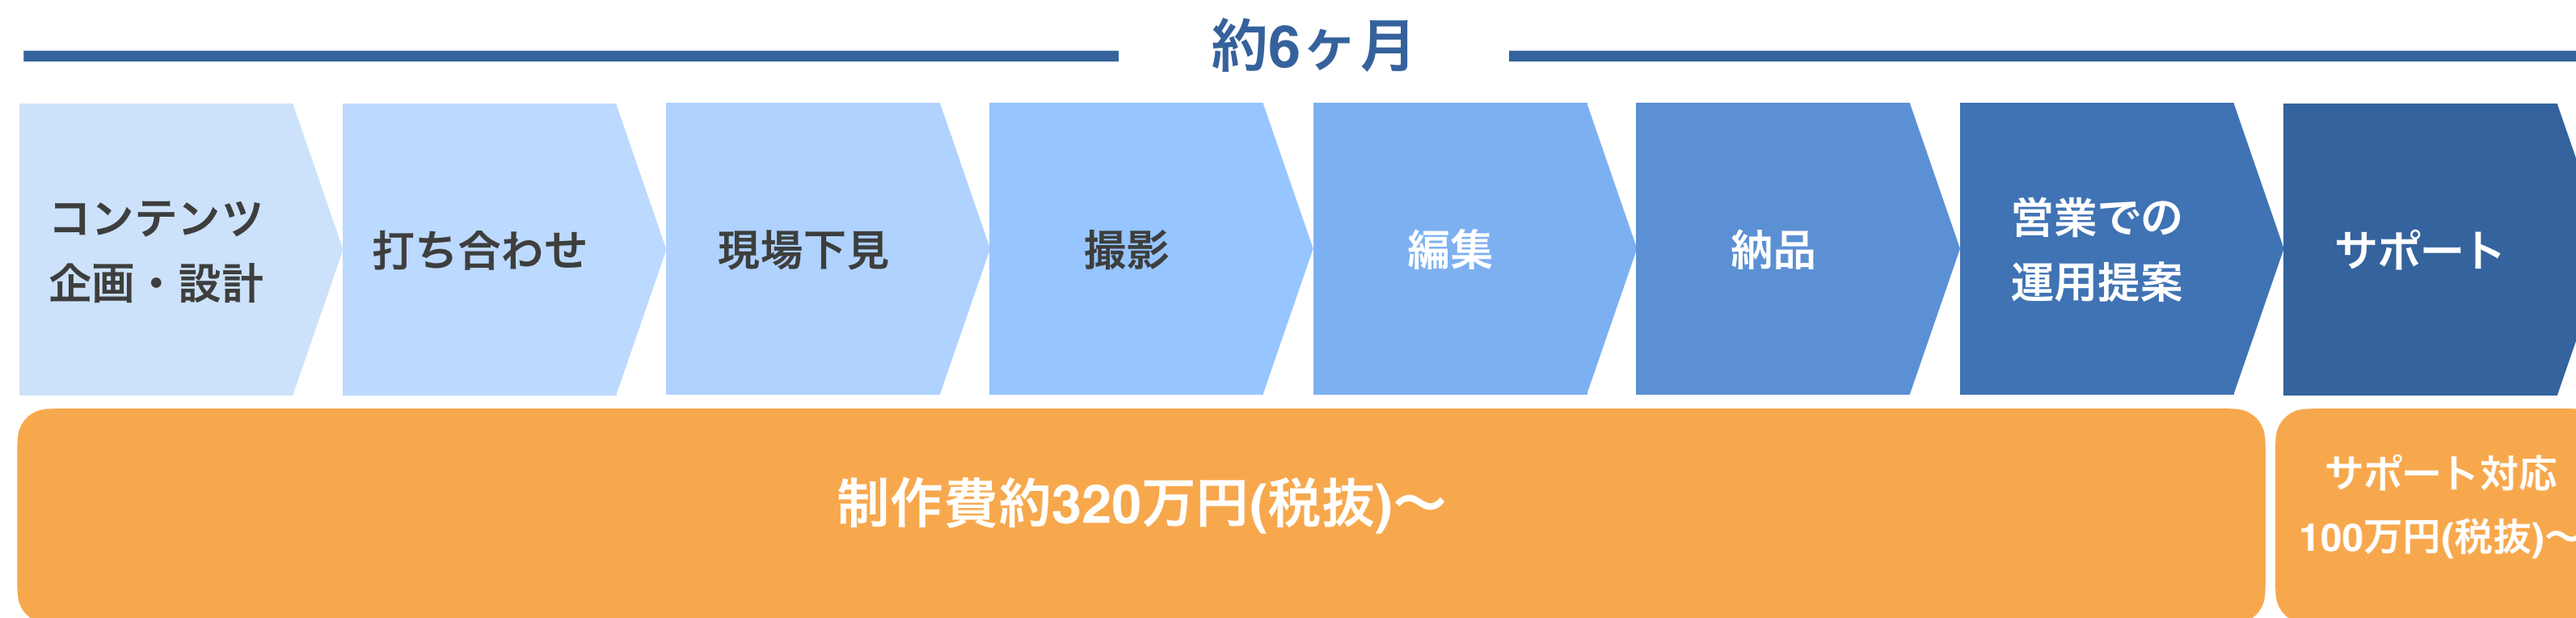 約6ヶ月
コンテンツ
企画・設計
打ち合わせ
現場下見
撮影
編集
納品
営業での
運用提案
サポート
制作費約320万円(税抜)〜
サポート対応
100万円(税抜)〜